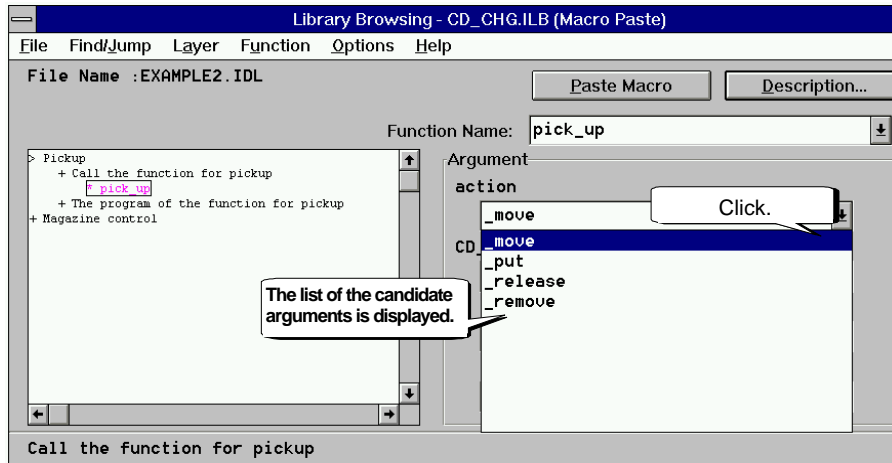 Library Browsing - CD_CHG.ILB (Macro Paste)
File Find/Jump Layer Function Options Help
File Name :EXAMPLE2.IDL
Paste Macro
Description...
Function Name: pick_up
> Pickup
+ Call the function for pickup
* pick_up
+ The program of the function for pickup
+ Magazine control
Argument
action
_move
Click.
CD_
_move
_put
_release
_remove
The list of the candidate
arguments is displayed.
Call the function for pickup